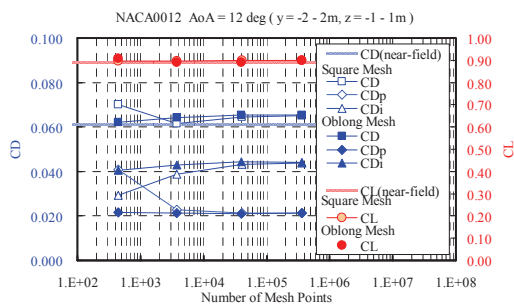 NACA0012 AoA = 12 deg ( y = -2 - 2m, z = -1 - 1m )
0.100
0.080
0.060
0.040
0.020
0.000
CD
1.00
0.90
0.80
0.70
0.60
0.50
0.40
0.30
0.20
0.10
0.00
CL
CD(near-field)
Square Mesh
CD
CDp
CDi
Oblong Mesh
CD
CDp
CDi
CL(near-field)
Square Mesh
CL
Oblong Mesh
CL
1.E+02 1.E+03 1.E+04 1.E+05 1.E+06 1.E+07 1.E+08
Number of Mesh Points